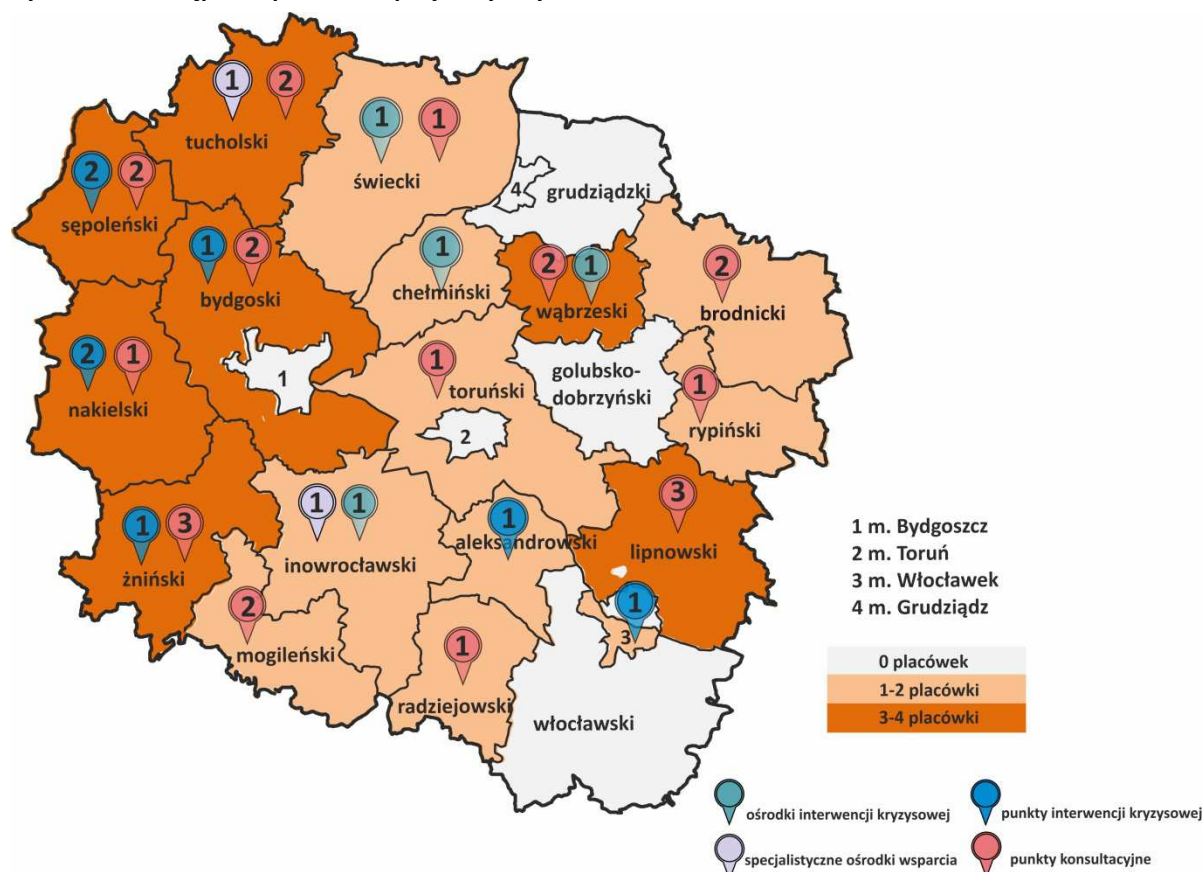 1 2
tucholski
1 1
świecki
2 2
sępoleński
4
grudziądzki
1 2
bydgoski
1
chełmiński
2 1
wąbrzeski
2
brodnicki
2 1
nakielski
1
1
toruński
2
golubsko-
dobrzyński
1
rypiński
1 3
żniński
1 1
inowrocławski
1
aleksandrowski
3
lipnowski
2
mogileński
1
radziejowski
1
3
włocławski
1 m. Bydgoszcz
2 m. Toruń
3 m. Włocławek
4 m. Grudziądz
0 placówek
1-2 placówki
3-4 placówki
ośrodki interwencji kryzysowej
punkty interwencji kryzysowej
specjalistyczne ośrodki wsparcia
punkty konsultacyjne